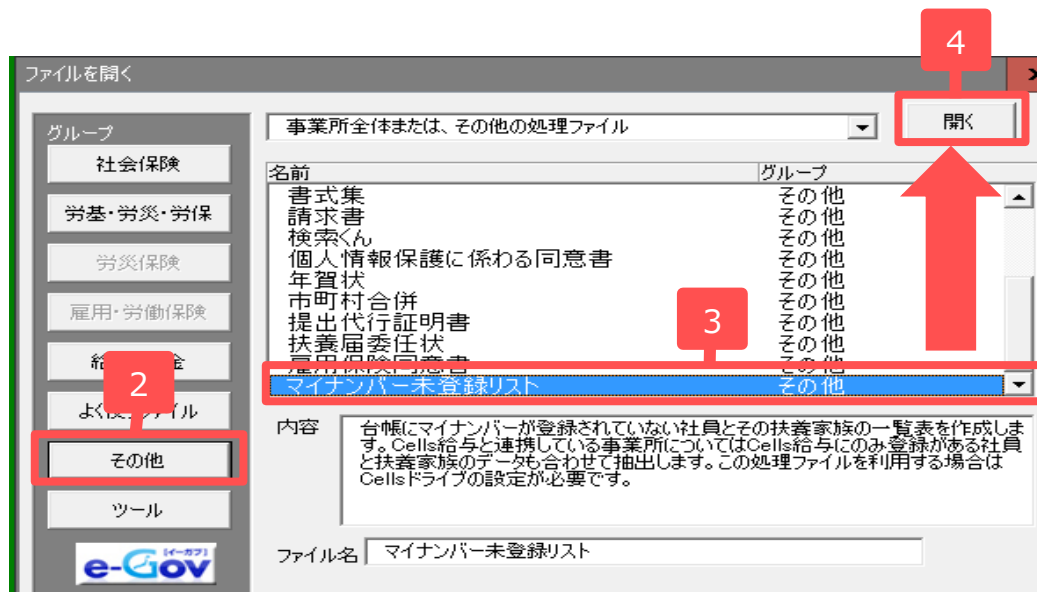 4
ファイルを開く
グループ
事業所全体または、その他の処理ファイル
開く
社会保険
労基・労災・労保
労災保険
雇用・労働保険
2
その他
ツール
e-Gov
[イーガブ]
名前 グループ
書式集 その他
請求書 その他
検索くん その他
個人情報保護に係わる同意書 その他
年賀状 その他
市町村合併 その他
提出代行証明書 その他
3
扶養届委任状 その他
雇用保険同意書 その他
マイナンバー未登録リスト その他
内容
台帳にマイナンバーが登録されていない社員とその扶養家族の一覧表を作成しま
す。Cells給与と連携している事業所についてはCells給与にのみ登録がある社員
と扶養家族のデータも合わせて抽出します。この処理ファイルを利用する場合は
Cellsドライブの設定が必要です。
ファイル名 マイナンバー未登録リスト